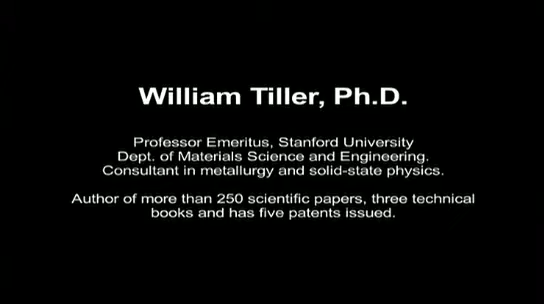 William Tiller, Ph.D.
Professor Emeritus, Stanford University
Dept. of Materials Science and Engineering.
Consultant in metallurgy and solid-state physics.
Author of more than 250 scientific papers, three technical
books and has five patents issued.